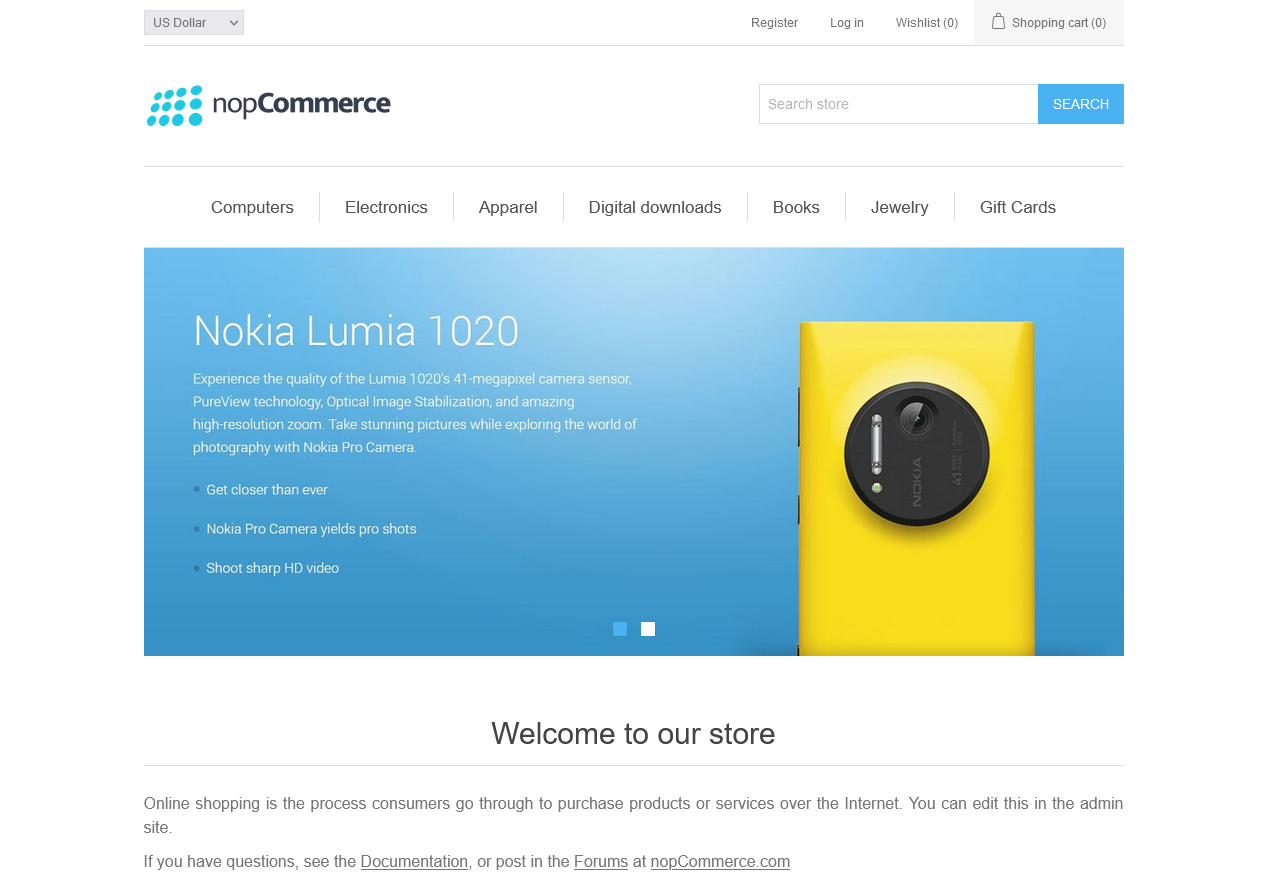 US Dollar
Register
Log in
Wishlist (0)
Shopping cart (0)
nopCommerce
Search store
SEARCH
Computers
Electronics
Apparel
Digital downloads
Books
Jewelry
Gift Cards
Nokia Lumia 1020
Experience the quality of the Lumia 1020's 41-megapixel camera sensor,
PureView technology, Optical Image Stabilization, and amazing
high-resolution zoom. Take stunning pictures while exploring the world of
photography with Nokia Pro Camera.
Get closer than ever
Nokia Pro Camera yields pro shots
Shoot sharp HD video
NOKIA
Welcome to our store
Online shopping is the process consumers go through to purchase products or services over the Internet. You can edit this in the admin
site.
If you have questions, see the Documentation, or post in the Forums at nopCommerce.com